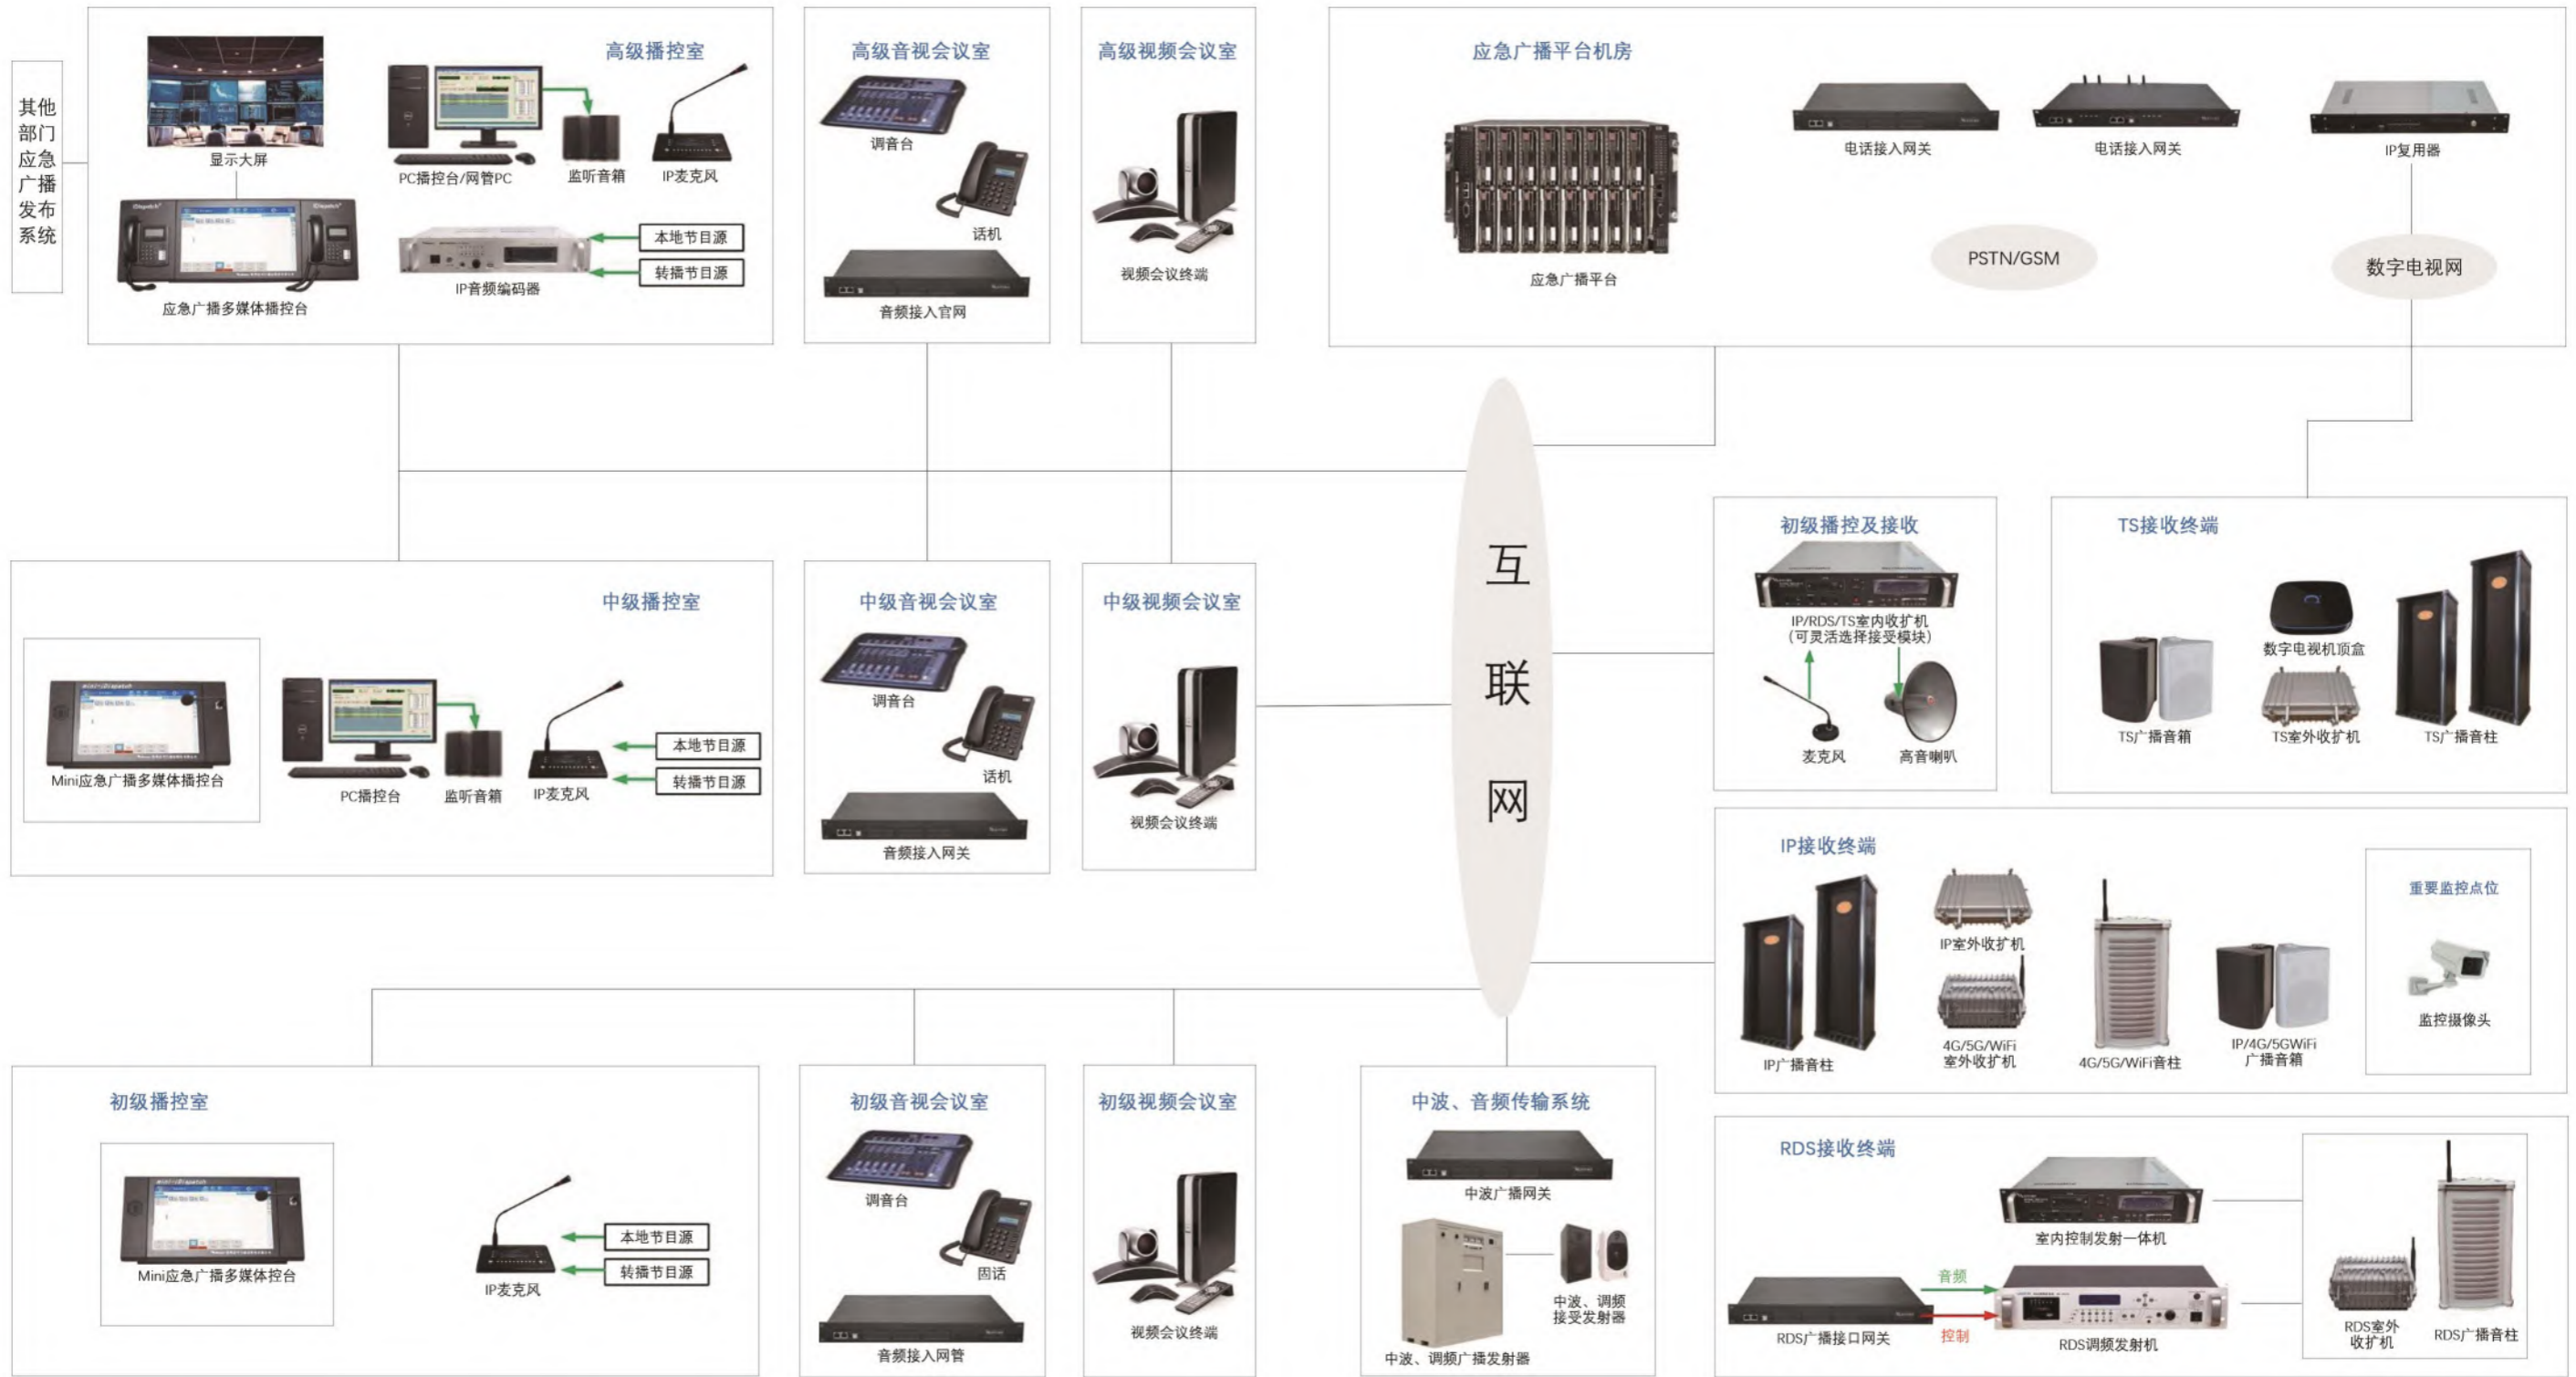 其他
部门
应急
广播
发布
系统
高级播控室
显示大屏
PC播控台/网管PC
监听音箱
IP麦克风
应急广播多媒体播控台
IP音频编码器
本地节目源
转播节目源
高级音视会议室
调音台
话机
音频接入官网
高级视频会议室
视频会议终端
应急广播平台机房
应急广播平台
电话接入网关
电话接入网关
IP复用器
PSTN/GSM
数字电视网
互
联
网
中级播控室
Mini应急广播多媒体播控台
PC播控台
监听音箱
IP麦克风
本地节目源
转播节目源
中级音视会议室
调音台
话机
音频接入网关
中级视频会议室
视频会议终端
初级播控及接收
IP/RDS/TS室内收扩机
（可灵活选择接受模块）
麦克风
高音喇叭
TS接收终端
TS广播音箱
数字电视机顶盒
TS室外收扩机
TS广播音柱
IP接收终端
IP广播音柱
IP室外收扩机
4G/5G/WiFi
室外收扩机
4G/5G/WiFi音柱
IP/4G/5GWiFi
广播音箱
重要监控点位
监控摄像头
初级播控室
Mini应急广播多媒体控台
IP麦克风
本地节目源
转播节目源
初级音视会议室
调音台
固话
音频接入网管
初级视频会议室
视频会议终端
中波、音频传输系统
中波广播网关
中波、调频广播发射器
中波、调频
接受发射器
RDS接收终端
室内控制发射一体机
RDS广播接口网关
音频
控制
RDS调频发射机
RDS室外
收扩机
RDS广播音柱